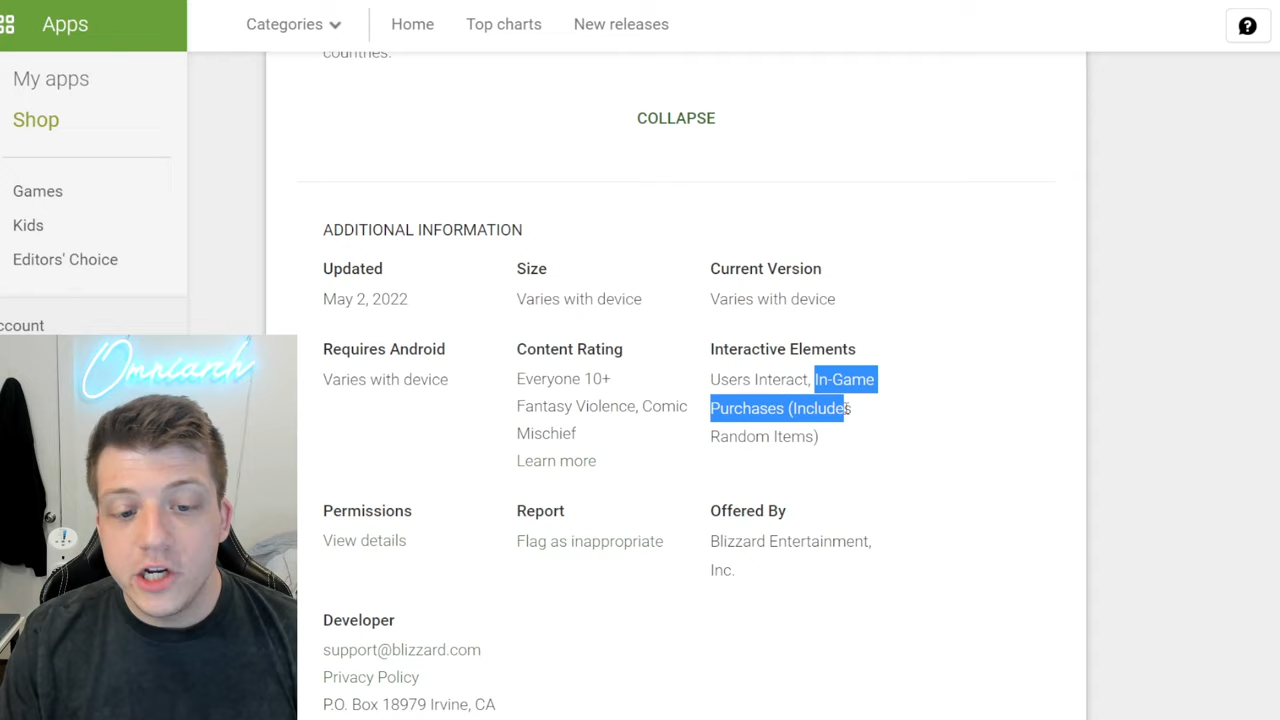 Apps
Categories
Home
Top charts
New releases
My apps
Shop
Games
Kids
Editors' Choice
ccount
countries.
COLLAPSE
ADDITIONAL INFORMATION
Updated
May 2, 2022
Size
Varies with device
Current Version
Varies with device
Requires Android
Varies with device
Content Rating
Everyone 10+
Fantasy Violence, Comic
Mischief
Learn more
Interactive Elements
Users Interact, In-Game
Purchases (Includes
Random Items)
Permissions
View details
Report
Flag as inappropriate
Offered By
Blizzard Entertainment,
Inc.
Developer
support@blizzard.com
Privacy Policy
P.O. Box 18979 Irvine, CA
Omniarch